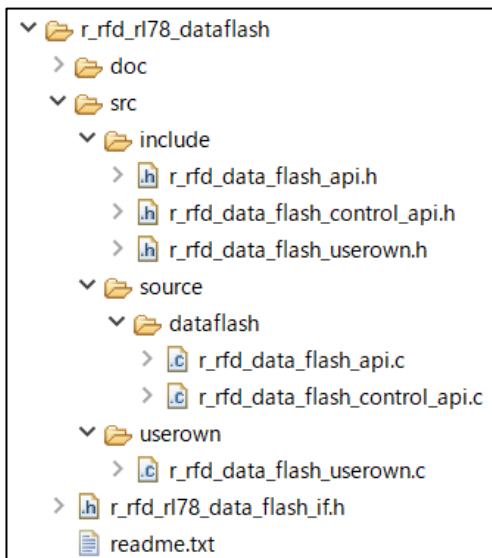 r_rfd_rl78_dataflash
doc
src
include
.h r_rfd_data_flash_api.h
.h r_rfd_data_flash_control_api.h
.h r_rfd_data_flash_userown.h
source
dataflash
.c r_rfd_data_flash_api.c
.c r_rfd_data_flash_control_api.c
userown
.c r_rfd_data_flash_userown.c
.h r_rfd_rl78_data_flash_if.h
readme.txt